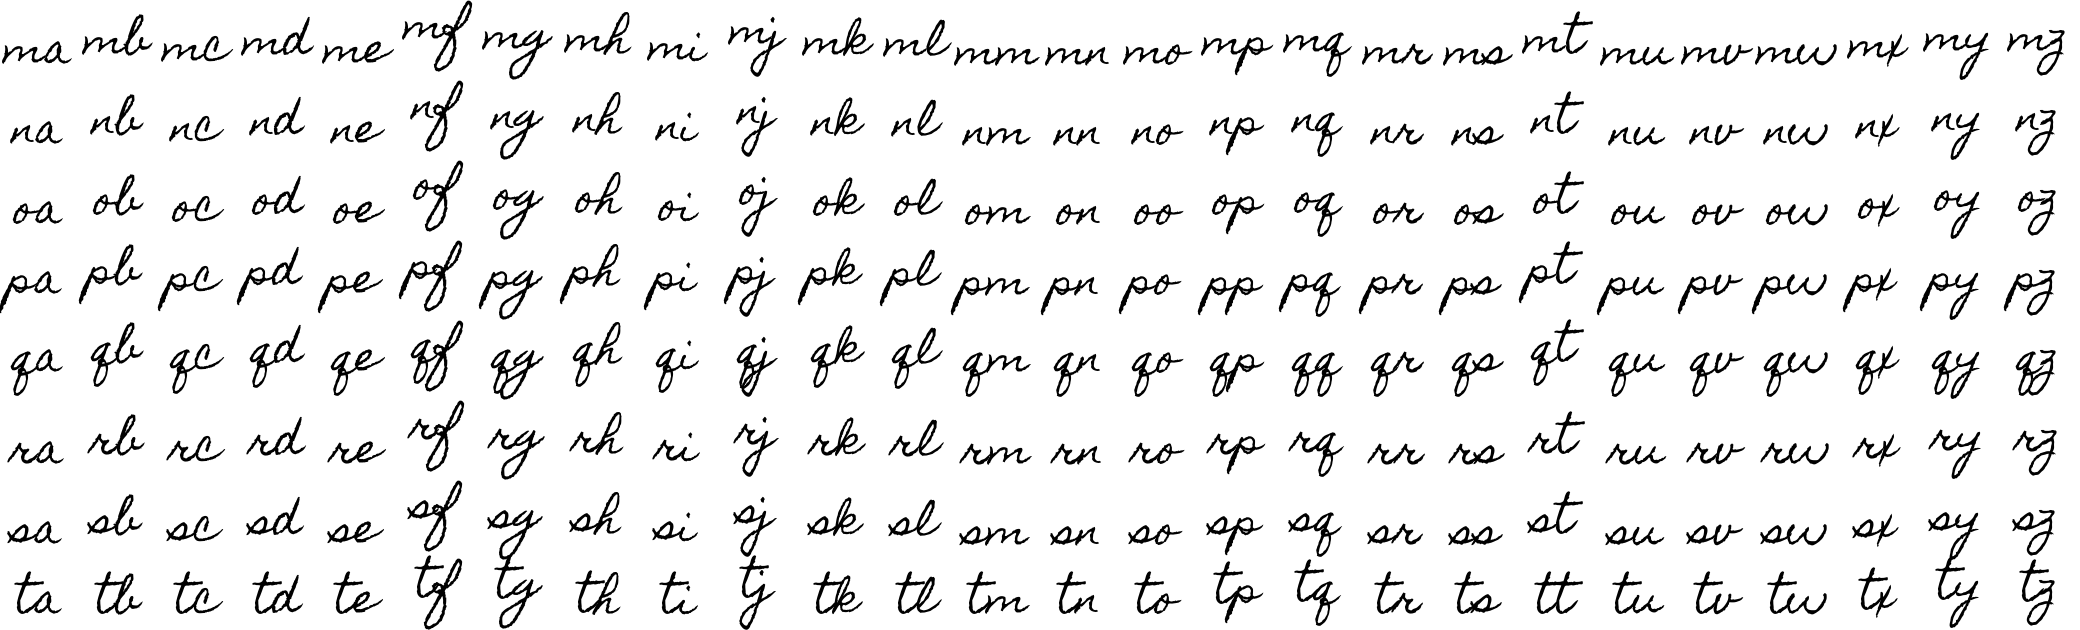 ma mb mc md me mf mg mh mi mj mk ml mm mn mo mp mq mr ms mt mu mv mw mx my mz
na nb nc nd ne nf ng nh ni nj nk nl nm nn no np nq nr ns nt nu nv nw nx ny nz
oa ob oc od oe of og oh oi oj ok ol om on oo op oq or os ot ou ov ow ox oy oz
pa pb pc pd pe pf pg ph pi pj pk pl pm pn po pp pq pr ps pt pu pv pw px py pz
qa qb qc qd qe qf qg qh qi qj qk ql qm qn qo qp qq qr qs qt qu qv qw qx qy qz
ra rb rc rd re rf rg rh ri rj rk rl rm rn ro rp rq rr rs rt ru rv rw rx ry rz
sa sb sc sd se sf sg sh si sj sk sl sm sn so sp sq sr ss st su sv sw sx sy sz
ta tb tc td te tf tg th ti tj tk tl tm tn to tp tq tr ts tt tu tv tw tx ty tz